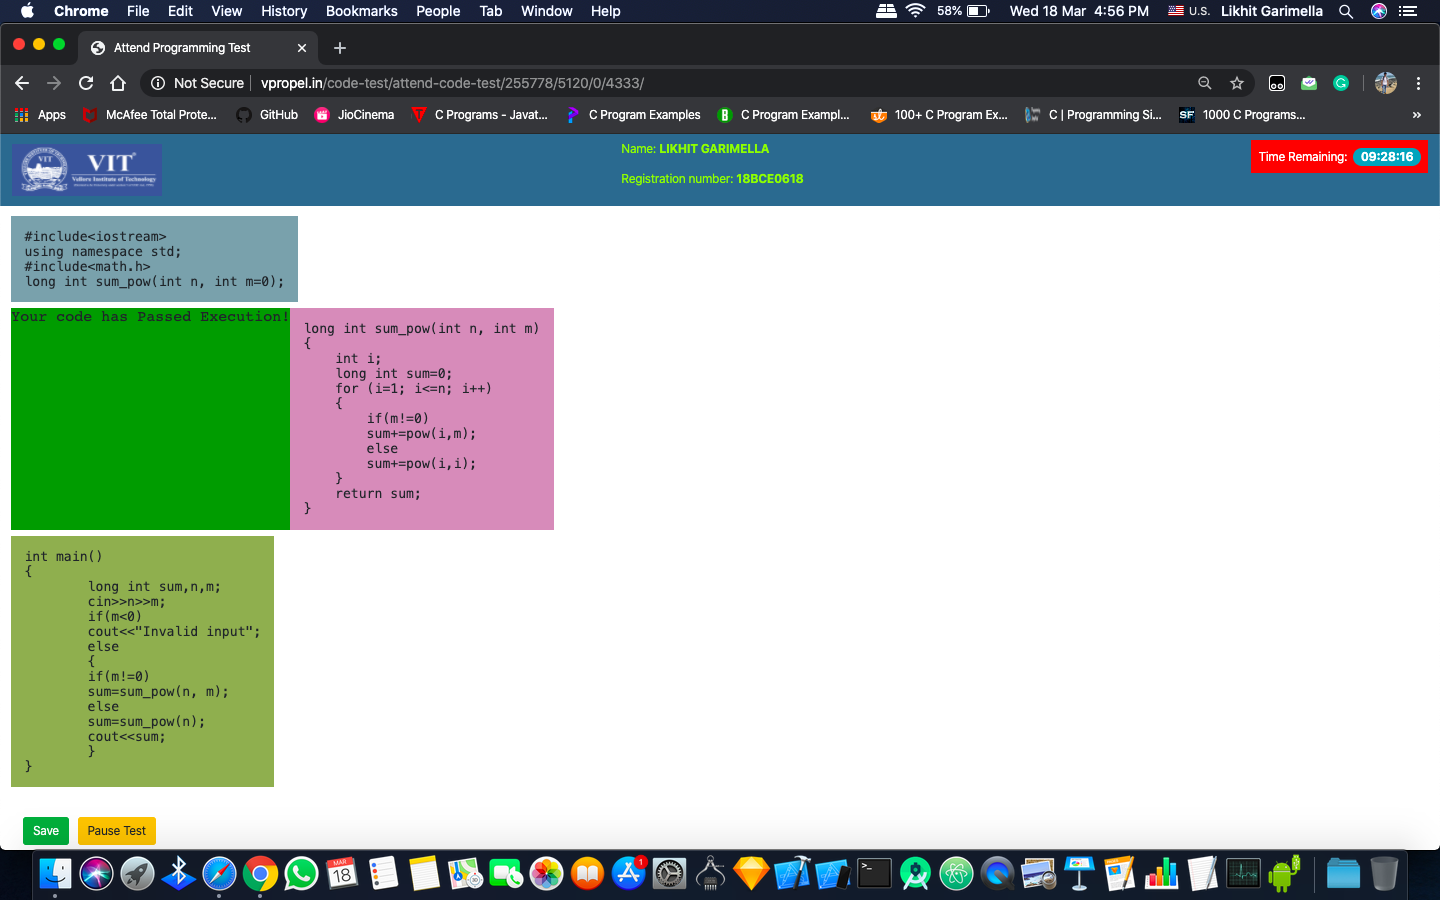 Chrome File Edit View History Bookmarks People Tab Window Help 58% Wed 18 Mar 4:56 PM U.S. Likhit Garimella
Attend Programming Test
Not Secure vpropel.in/code-test/attend-code-test/255778/5120/0/4333/
Apps McAfee Total Prote... GitHub JioCinema C Programs - Javat... C Program Examples C Program Exampl... 100+ C Program Ex... C | Programming Si... SF 1000 C Programs... »
VIT
VIT
Vellore Institute of Technology
Name: LIKHIT GARIMELLA
Registration number: 18BCE0618
Time Remaining: 09:28:16
#include<iostream>
using namespace std;
#include<math.h>
long int sum_pow(int n, int m=0);
Your code has Passed Execution!
long int sum_pow(int n, int m)
{
int i;
long int sum=0;
for (i=1; i<=n; i++)
{
if(m!=0)
sum+=pow(i,m);
else
sum+=pow(i,i);
}
return sum;
}
int main()
{
long int sum,n,m;
cin>>n>>m;
if(m<0)
cout<<"Invalid input";
else
{
if(m!=0)
sum=sum_pow(n, m);
else
sum=sum_pow(n);
cout<<sum;
}
}
Save Pause Test
MAR
18
1